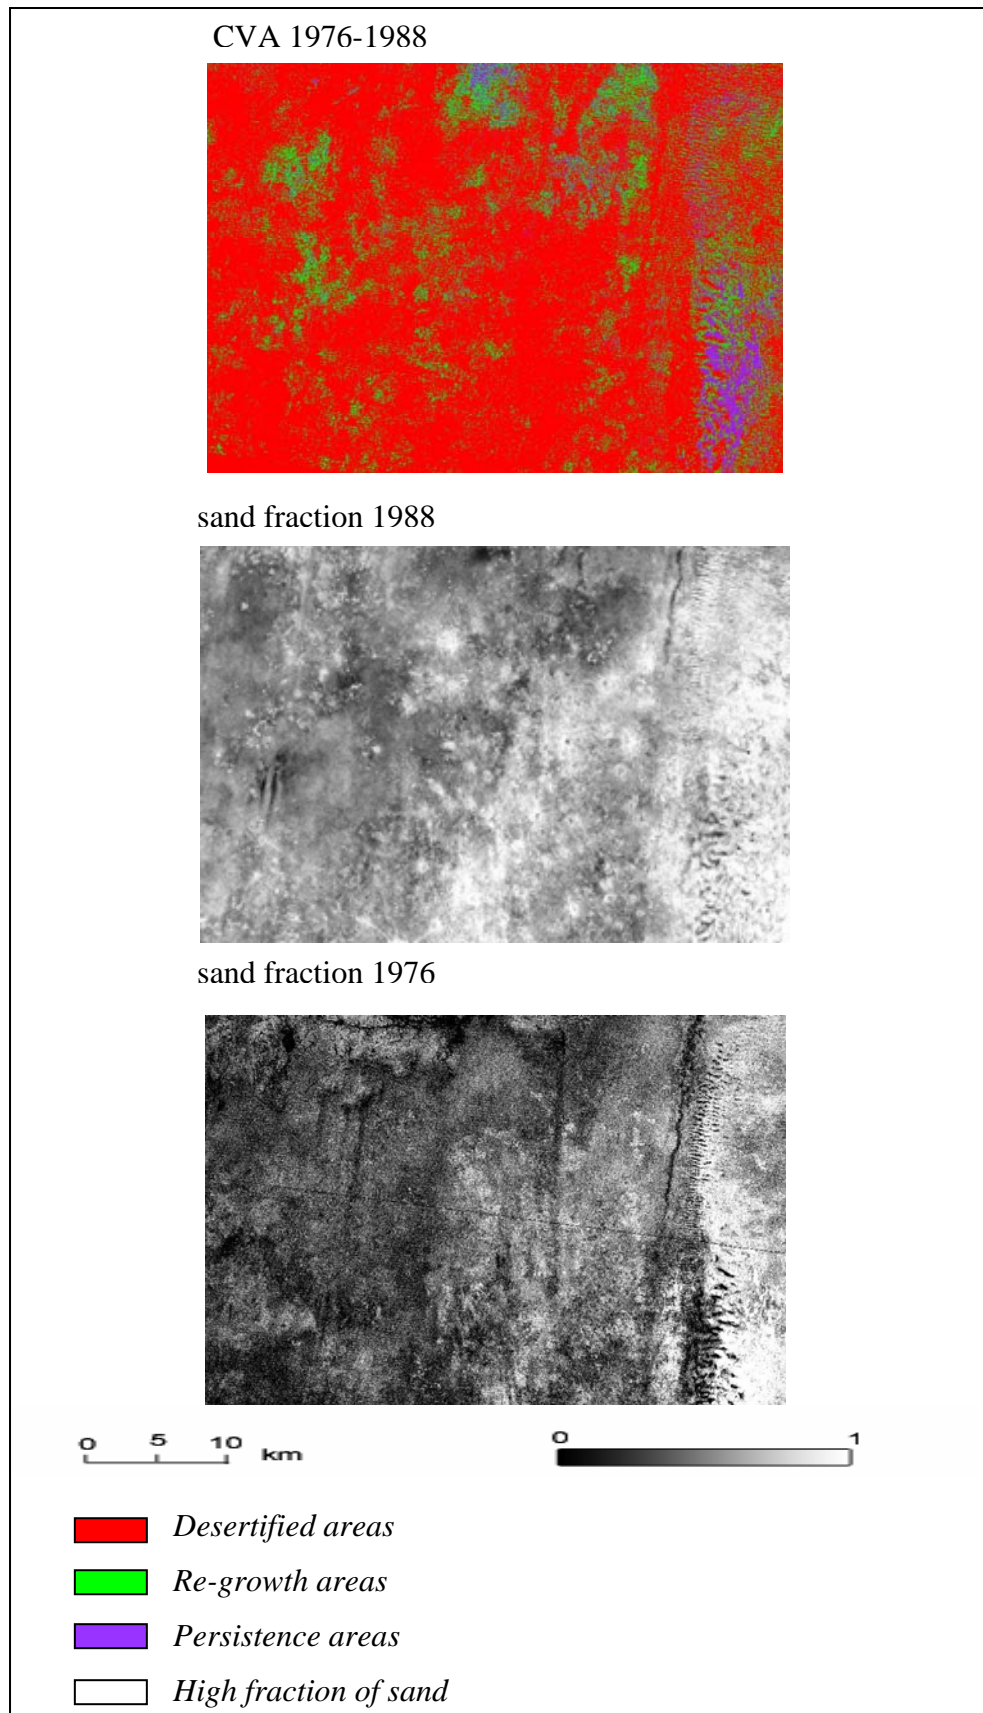 CVA 1976-1988
sand fraction 1988
sand fraction 1976
0 5 10 km
0 1
Desertified areas
Re-growth areas
Persistence areas
High fraction of sand